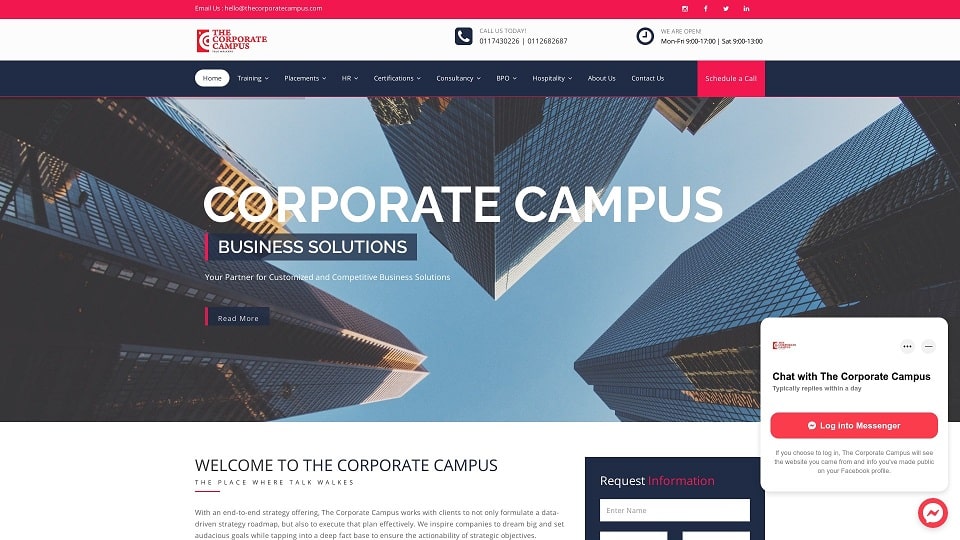 Email Us : hello@thecorporatecampus.com
THE
CORPORATE
CAMPUS
CALL US TODAY!
0117430226 | 0112682687
WE ARE OPEN!
Mon-Fri 9:00-17:00 | Sat 9:00-13:00
Home Training Placements HR Certifications Consultancy BPO Hospitality About Us Contact Us Schedule a Call
CORPORATE CAMPUS
BUSINESS SOLUTIONS
Your Partner for Customized and Competitive Business Solutions
Read More
Chat with The Corporate Campus
Typically replies within a day
Log into Messenger
If you choose to log in, The Corporate Campus will see
the website you came from and info you've made public
on your Facebook profile.
WELCOME TO THE CORPORATE CAMPUS
THE PLACE WHERE TALK WALKES
With an end-to-end strategy offering, The Corporate Campus works with clients to not only formulate a data-
driven strategy roadmap, but also to execute that plan effectively. We inspire companies to dream big and set
audacious goals while tapping into a deep fact base to ensure the actionability of strategic objectives.
Request Information
Enter Name